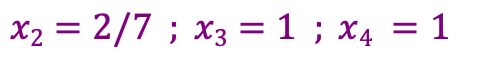 x₂ = 2/7 ; x₃ = 1 ; x₄ = 1